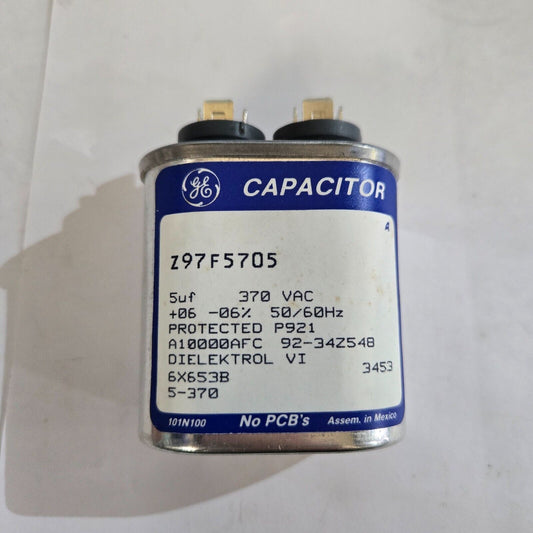 GE CAPACITOR
A
Z97F5705
5uf 370 VAC
+06 -06% 50/60Hz
PROTECTED P921
A10000AFC 92-34Z548
DIELEKTROL VI
3453
6X653B
5-370
101N100 No PCB's Assem. in Mexico